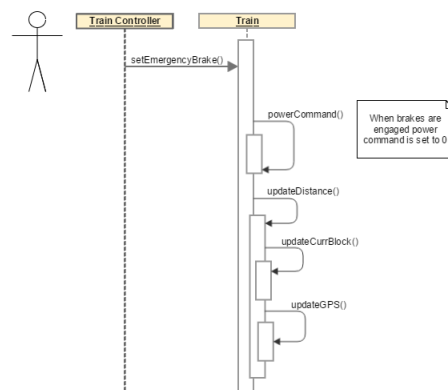 Train Controller
Train
setEmergencyBrake()
powerCommand()
When brakes are
engaged power
command is set to 0
updateDistance()
updateCurrBlock()
updateGPS()